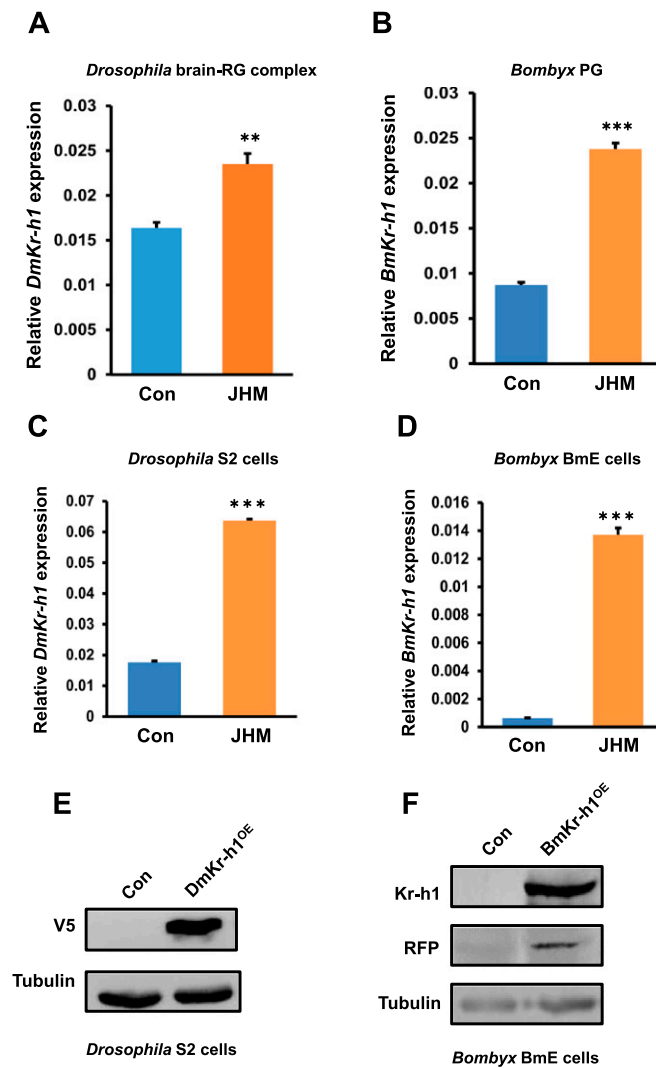 A
Drosophila brain-RG complex
Relative DmKr-h1 expression
0.03
0.025
0.02
0.015
0.01
0.005
0
**
Con
JHM
B
Bombyx PG
Relative BmKr-h1 expression
0.03
0.025
0.02
0.015
0.01
0.005
0
***
Con
JHM
C
Drosophila S2 cells
Relative DmKr-h1 expression
0.07
0.06
0.05
0.04
0.03
0.02
0.01
0
***
Con
JHM
D
Bombyx BmE cells
Relative BmKr-h1 expression
0.016
0.014
0.012
0.01
0.008
0.006
0.004
0.002
0
***
Con
JHM
E
Con
DmKr-h1OE
V5
Tubulin
Drosophila S2 cells
F
Con
BmKr-h1OE
Kr-h1
RFP
Tubulin
Bombyx BmE cells